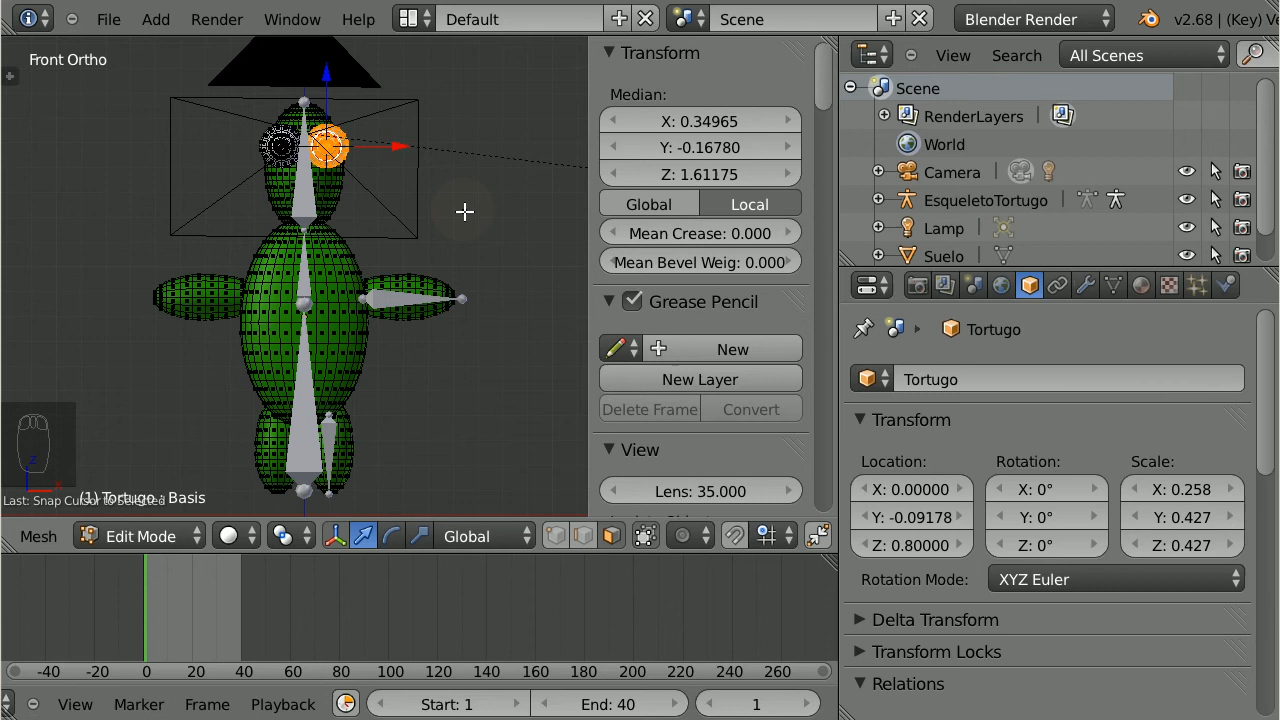 File Add Render Window Help Default Scene Blender Render v2.68 | (Key) Ve
Front Ortho
Transform
Median:
X: 0.34965
Y: -0.16780
Z: 1.61175
Global Local
Mean Crease: 0.000
Mean Bevel Weig: 0.000
Grease Pencil
New
New Layer
Delete Frame Convert
View
Lens: 35.000
Z
X
Last: Snap Cursor to Selected
(1) Tortugo : Basis
Mesh Edit Mode Global
-40 -20 0 20 40 60 80 100 120 140 160 180 200 220 240 260
View Marker Frame Playback Start: 1 End: 40 1
View Search All Scenes
Scene
RenderLayers
World
Camera
EsqueletoTortugo
Lamp
Suelo
Tortugo
Tortugo
Transform
Location: Rotation: Scale:
X: 0.00000 X: 0° X: 0.258
Y: -0.09178 Y: 0° Y: 0.427
Z: 0.80000 Z: 0° Z: 0.427
Rotation Mode: XYZ Euler
Delta Transform
Transform Locks
Relations